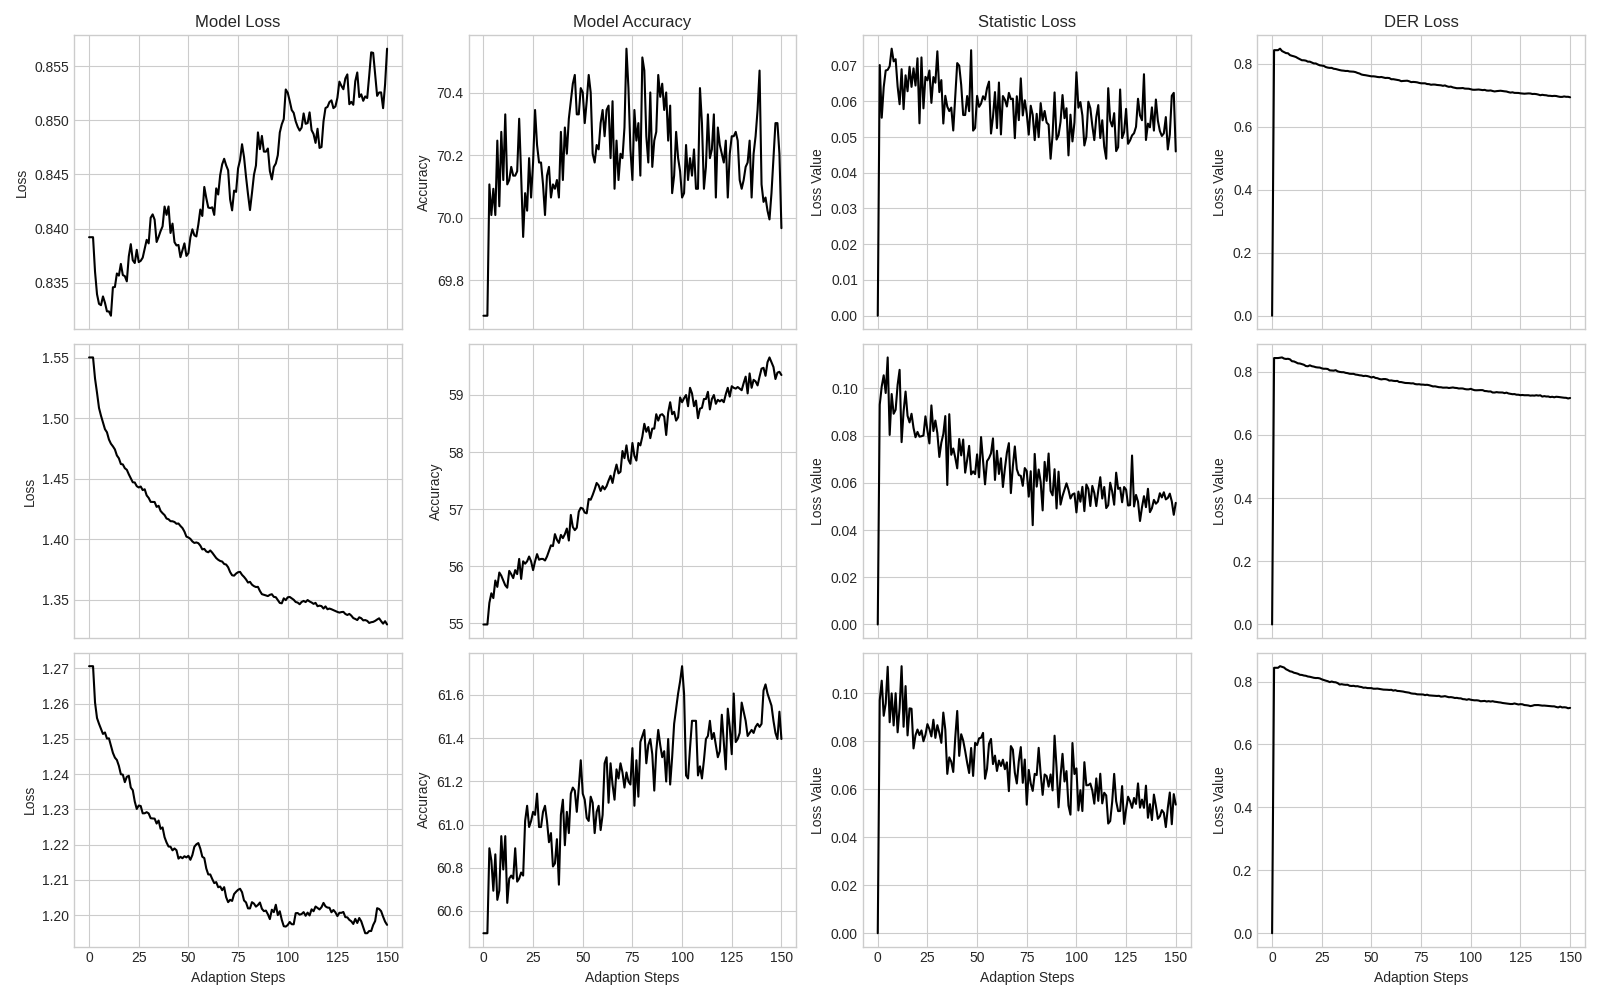 Model Loss
Model Accuracy
Statistic Loss
DER Loss
Loss
0.855
0.850
0.845
0.840
0.835
Accuracy
70.4
70.2
70.0
69.8
Loss Value
0.07
0.06
0.05
0.04
0.03
0.02
0.01
0.00
Loss Value
0.8
0.6
0.4
0.2
0.0
Loss
1.55
1.50
1.45
1.40
1.35
Accuracy
59
58
57
56
55
Loss Value
0.10
0.08
0.06
0.04
0.02
0.00
Loss Value
0.8
0.6
0.4
0.2
0.0
Loss
1.27
1.26
1.25
1.24
1.23
1.22
1.21
1.20
0 25 50 75 100 125 150
Adaption Steps
Accuracy
61.6
61.4
61.2
61.0
60.8
60.6
0 25 50 75 100 125 150
Adaption Steps
Loss Value
0.10
0.08
0.06
0.04
0.02
0.00
0 25 50 75 100 125 150
Adaption Steps
Loss Value
0.8
0.6
0.4
0.2
0.0
0 25 50 75 100 125 150
Adaption Steps